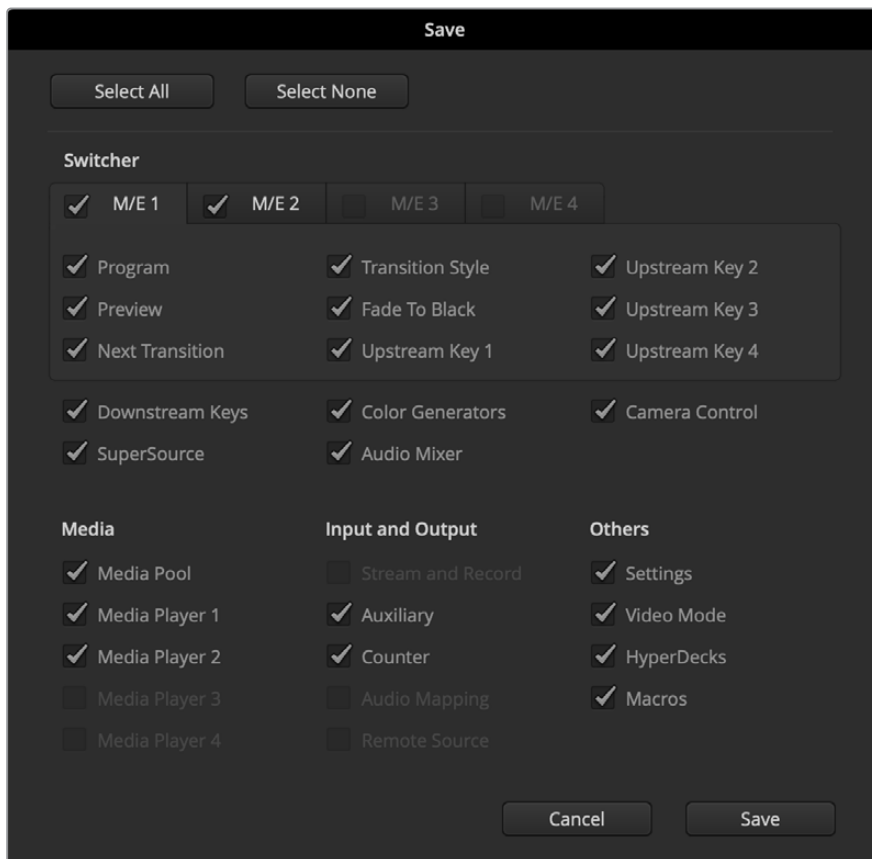 Save
Select All Select None
Switcher
M/E 1 M/E 2 M/E 3 M/E 4
Program Transition Style Upstream Key 2
Preview Fade To Black Upstream Key 3
Next Transition Upstream Key 1 Upstream Key 4
Downstream Keys Color Generators Camera Control
SuperSource Audio Mixer
Media Input and Output Others
Media Pool Stream and Record Settings
Media Player 1 Auxiliary Video Mode
Media Player 2 Counter HyperDecks
Media Player 3 Audio Mapping Macros
Media Player 4 Remote Source
Cancel Save